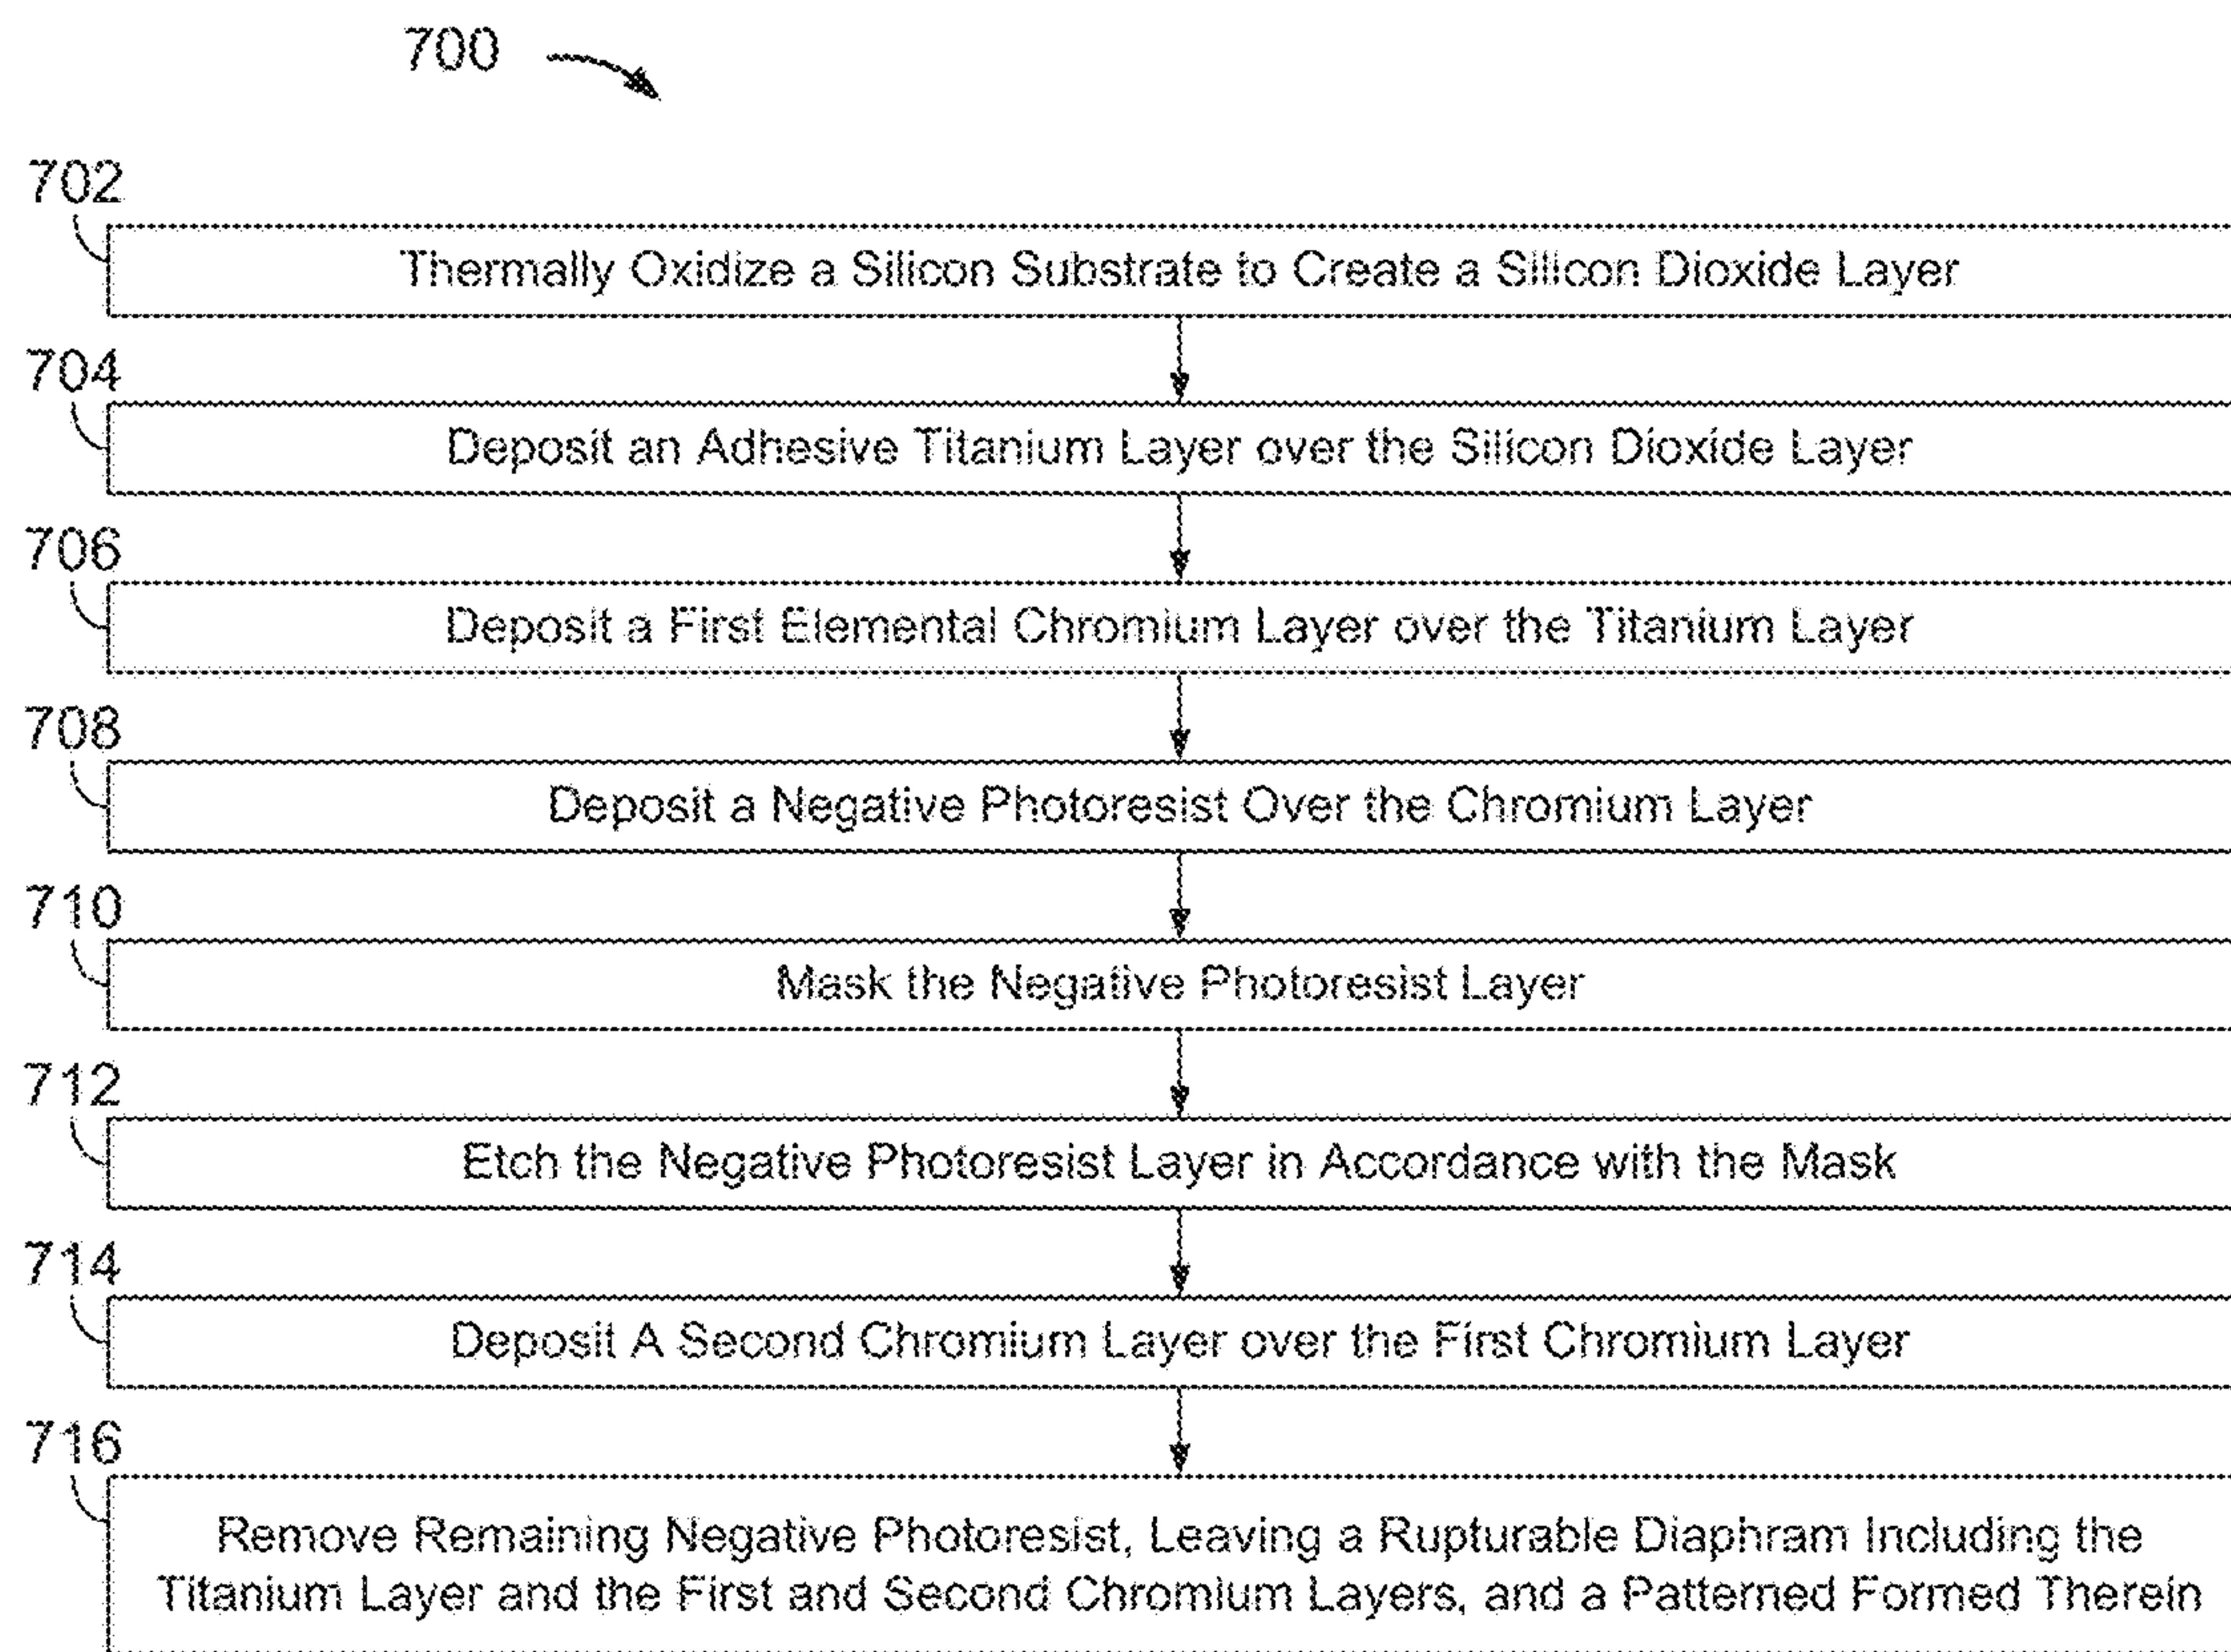 700
702
Thermally Oxidize a Silicon Substrate to Create a Silicon Dioxide Layer
704
Deposit an Adhesive Titanium Layer over the Silicon Dioxide Layer
706
Deposit a First Elemental Chromium Layer over the Titanium Layer
708
Deposit a Negative Photoresist Over the Chromium Layer
710
Mask the Negative Photoresist Layer
712
Etch the Negative Photoresist Layer in Accordance with the Mask
714
Deposit A Second Chromium Layer over the First Chromium Layer
716
Remove Remaining Negative Photoresist, Leaving a Rupturable Diaphram Including the
Titanium Layer and the First and Second Chromium Layers, and a Patterned Formed Therein